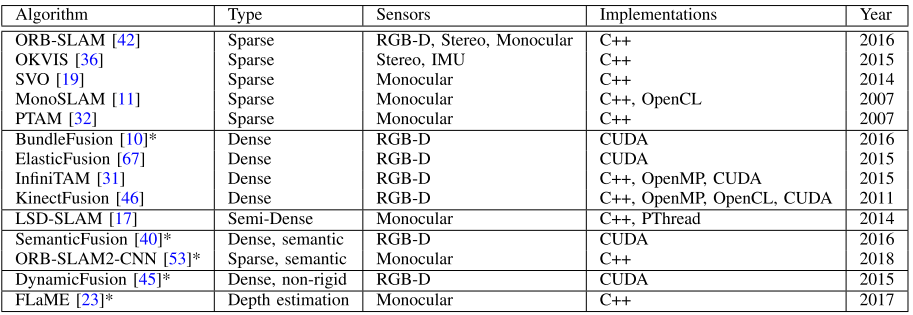 Algorithm Type Sensors Implementations Year
ORB-SLAM [42] Sparse RGB-D, Stereo, Monocular C++ 2016
OKVIS [36] Sparse Stereo, IMU C++ 2015
SVO [19] Sparse Monocular C++ 2014
MonoSLAM [11] Sparse Monocular C++, OpenCL 2007
PTAM [32] Sparse Monocular C++ 2007
BundleFusion [10]* Dense RGB-D CUDA 2016
ElasticFusion [67] Dense RGB-D CUDA 2015
InfiniTAM [31] Dense RGB-D C++, OpenMP, CUDA 2015
KinectFusion [46] Dense RGB-D C++, OpenMP, OpenCL, CUDA 2011
LSD-SLAM [17] Semi-Dense Monocular C++, PThread 2014
SemanticFusion [40]* Dense, semantic RGB-D CUDA 2016
ORB-SLAM2-CNN [53]* Sparse, semantic Monocular C++ 2018
DynamicFusion [45]* Dense, non-rigid RGB-D CUDA 2015
FLaME [23]* Depth estimation Monocular C++ 2017